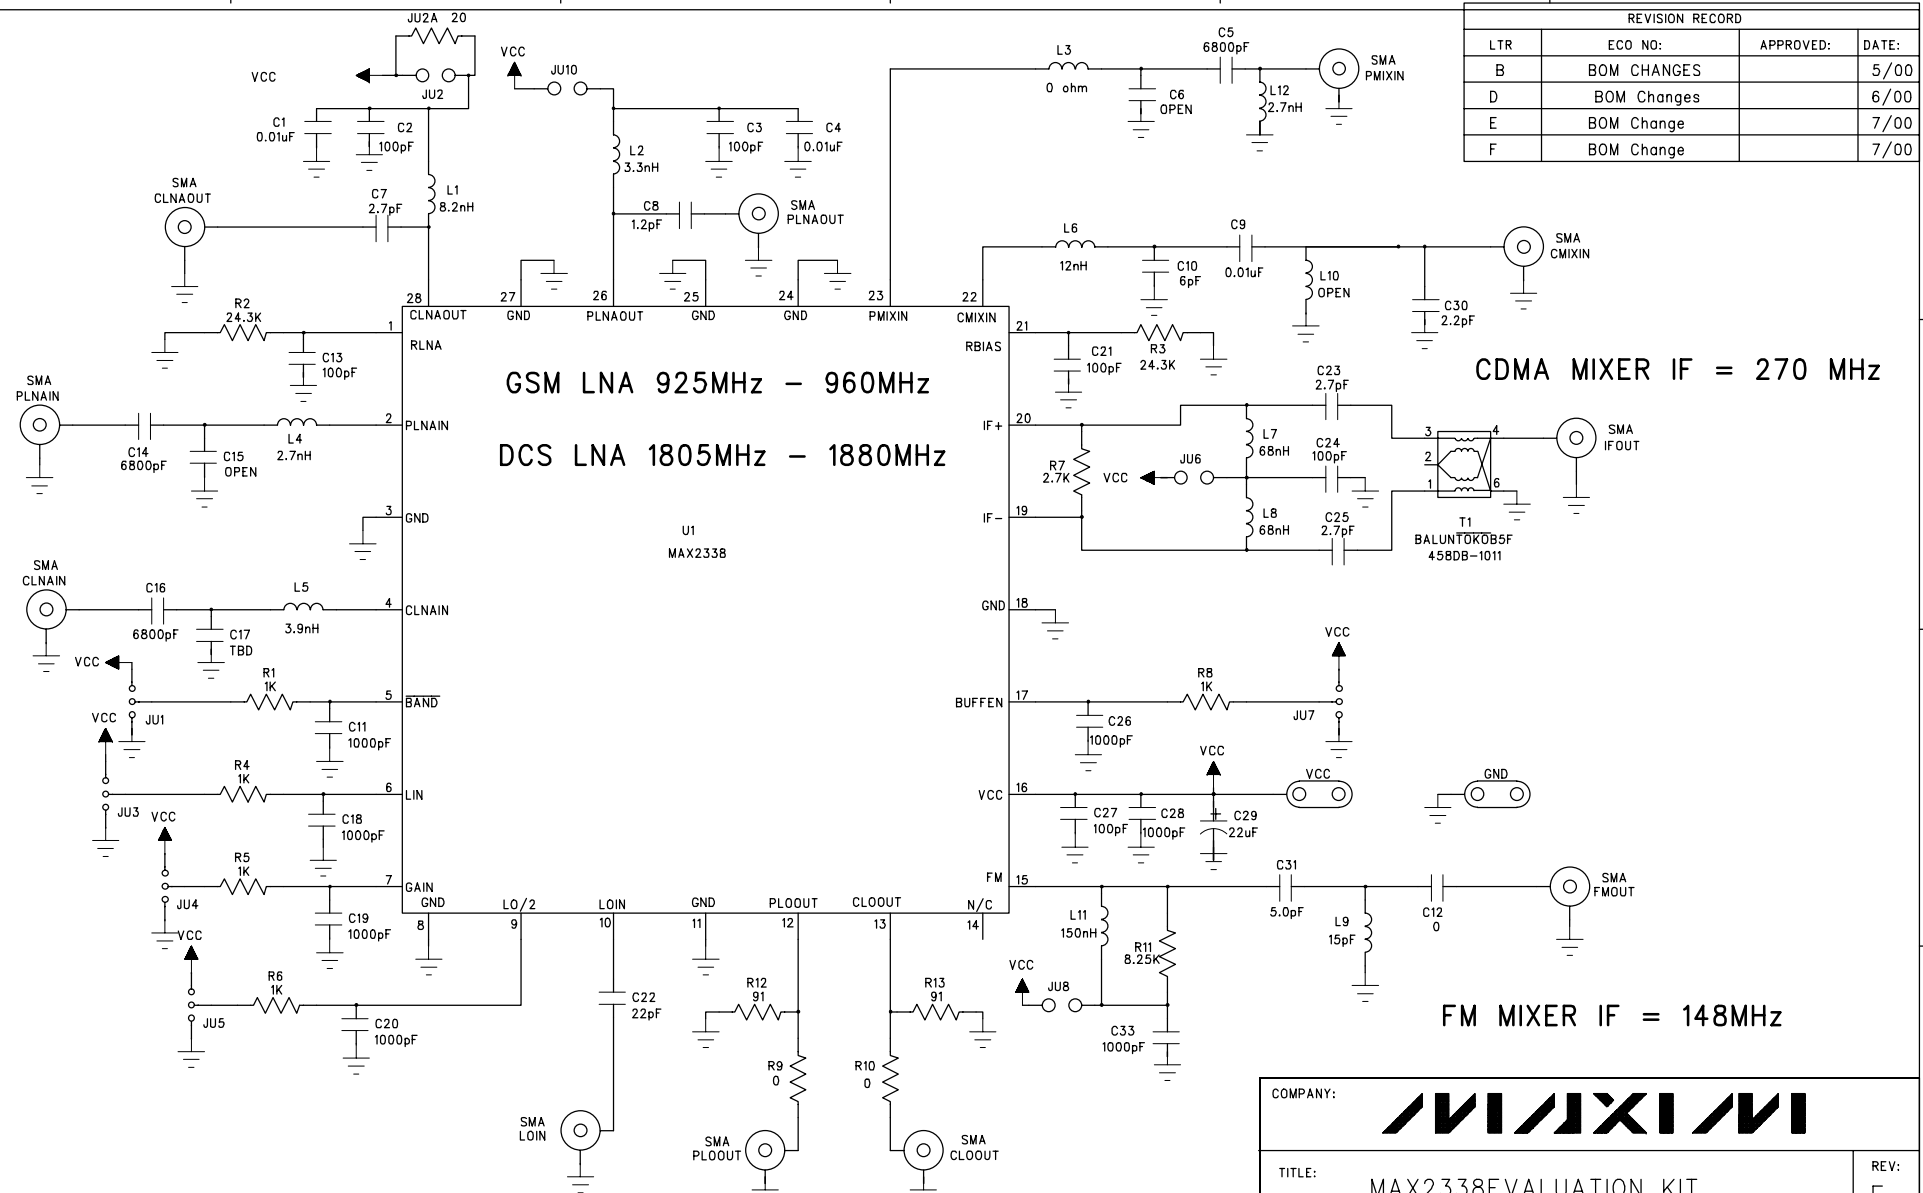 REVISION RECORD
LTR ECO NO: APPROVED: DATE:
B BOM CHANGES 5/00
D BOM Changes 6/00
E BOM Change 7/00
F BOM Change 7/00
JU2A 20
VCC
JU2
C1
0.01uF
C2
100pF
L1
8.2nH
SMA
CLNAOUT
C7
2.7pF
VCC
JU10
C3
100pF
C4
0.01uF
L2
3.3nH
C8
1.2pF
SMA
PLNAOUT
L3
0 ohm
C6
OPEN
C5
6800pF
L12
2.7nH
SMA
PMIXIN
L6
12nH
C10
6pF
C9
0.01uF
L10
OPEN
C30
2.2pF
SMA
CMIXIN
28 27 26 25 24 23 22
CLNAOUT GND PLNAOUT GND GND PMIXIN CMIXIN
R2
24.3K
C13
100pF
1
RLNA
SMA
PLNAIN
C14
6800pF
C15
OPEN
L4
2.7nH
2 PLNAIN
3 GND
SMA
CLNAIN
C16
6800pF
C17
TBD
L5
3.9nH
4 CLNAIN
VCC
JU1
R1
1K
C11
1000pF
5 BAND
VCC
JU3
R4
1K
C18
1000pF
6 LIN
VCC
JU4
R5
1K
C19
1000pF
7 GAIN
VCC
JU5
R6
1K
C20
1000pF
GSM LNA 925MHz - 960MHz
DCS LNA 1805MHz - 1880MHz
U1
MAX2338
21
RBIAS
C21
100pF
R3
24.3K
CDMA MIXER IF = 270 MHz
IF+ 20
R7
2.7K
IF- 19
VCC
JU6
L7
68nH
L8
68nH
C23
2.7pF
C24
100pF
C25
2.7pF
3 4
2
1 6
T1
BALUNTOKOB5F
458DB-1011
SMA
IFOUT
GND 18
BUFFEN 17
C26
1000pF
R8
1K
VCC
JU7
VCC 16
C27
100pF
C28
1000pF
VCC
+
C29
22uF
VCC
GND
FM 15
L11
150nH
R11
8.25K
VCC
JU8
C33
1000pF
C31
5.0pF
L9
15pF
C12
0
SMA
FMOUT
FM MIXER IF = 148MHz
GND LO/2 LOIN GND PLOOUT CLOOUT N/C
8 9 10 11 12 13 14
C22
22pF
SMA
LOIN
R12
91
R9
0
SMA
PLOOUT
R13
91
R10
0
SMA
CLOOUT
COMPANY:
MAXIM
TITLE:
MAX2338EVALUATION KIT
REV: